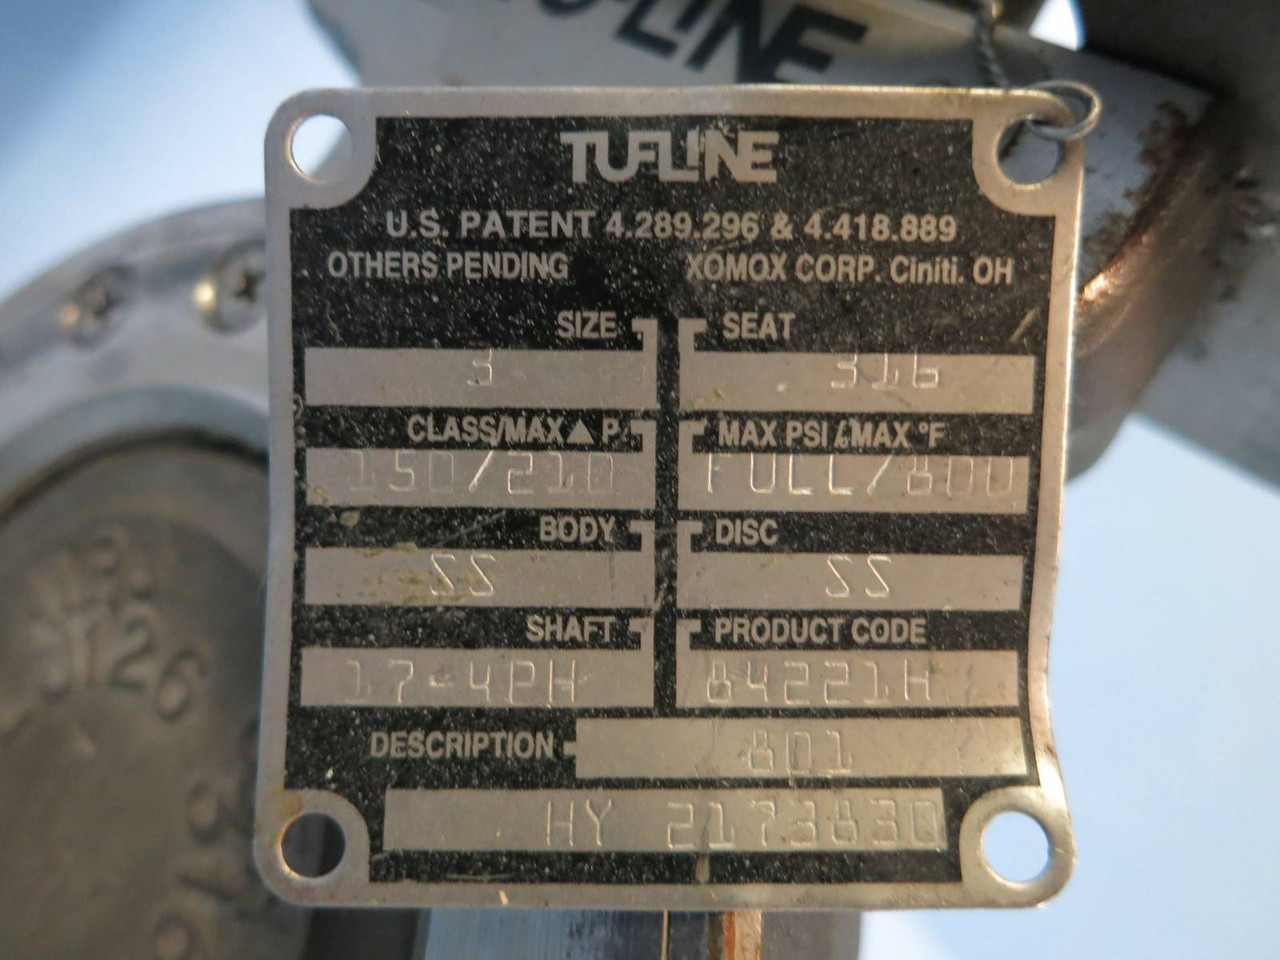 TUFLINE
U.S. PATENT 4.289.296 & 4.418.889
OTHERS PENDING XOMOX CORP. Ciniti. OH
SIZE SEAT
3 316
CLASS/MAX▲P. MAX PSI/MAX °F
150/210 FULL/800
BODY DISC
SS SS
SHAFT PRODUCT CODE
17-4PH 84221H
DESCRIPTION 801
HY 2173830